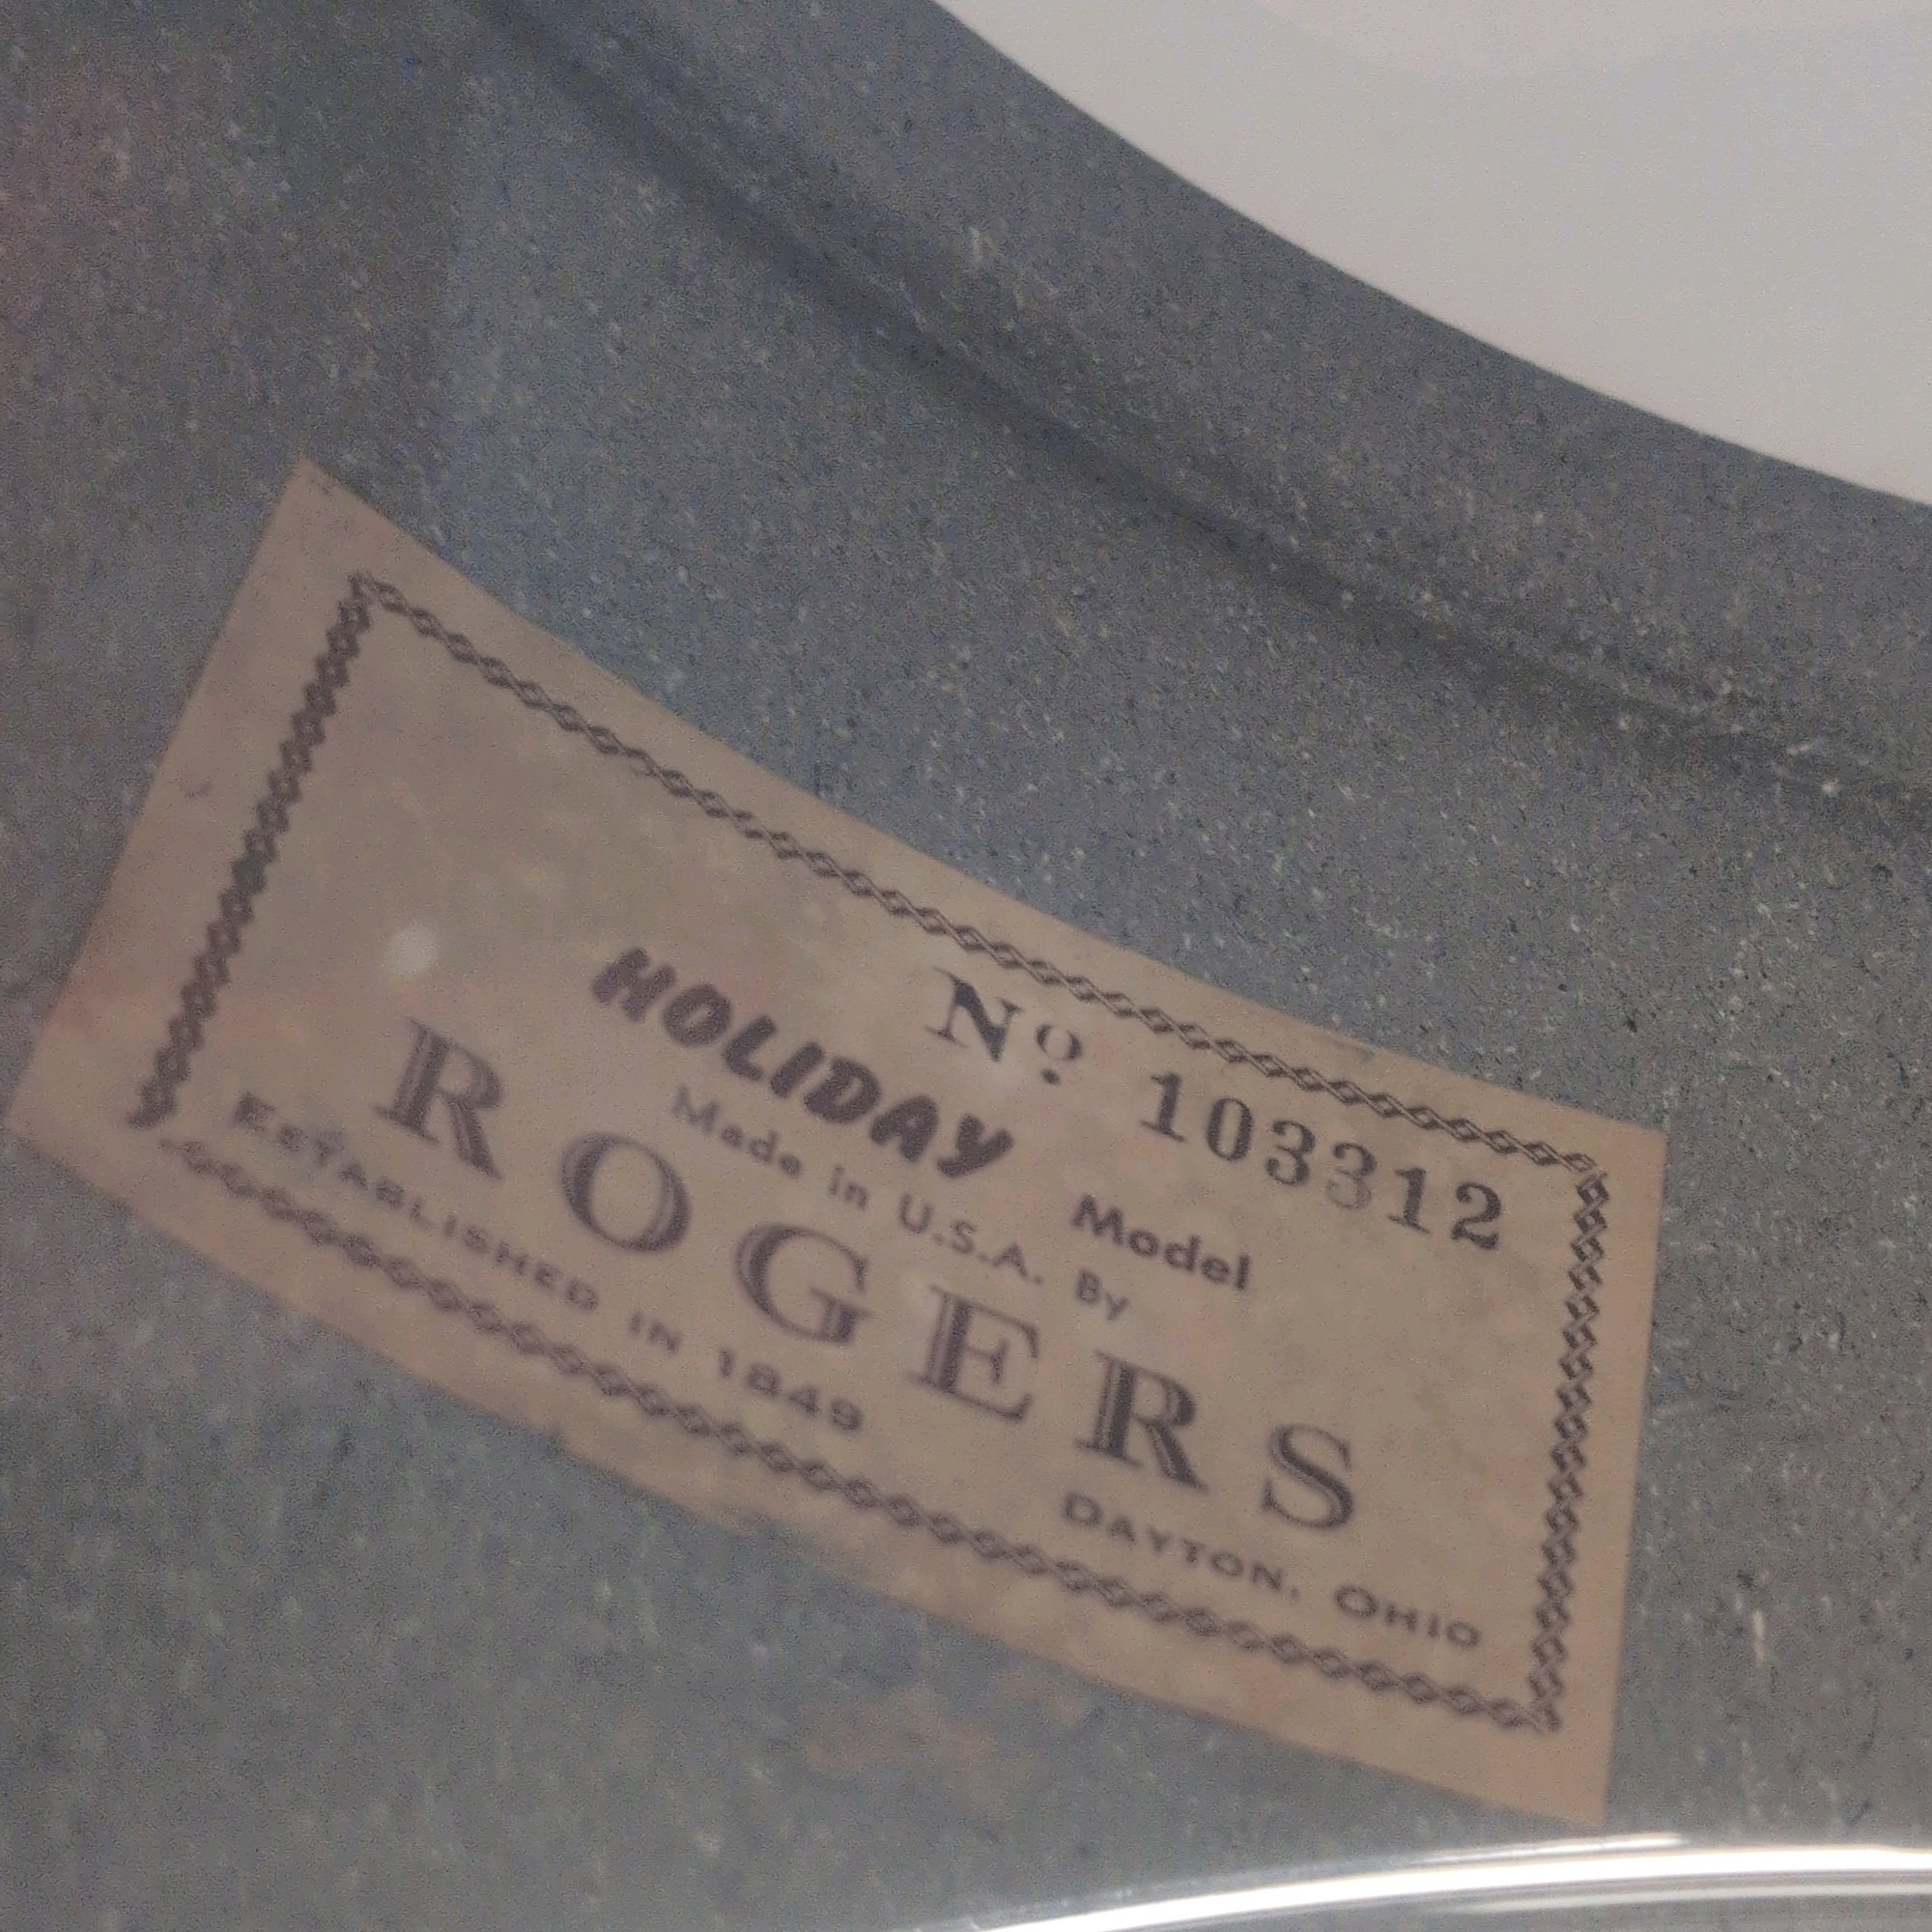 Nº 103312
HOLIDAY Model
Made in U.S.A. By
ROGERS
ESTABLISHED IN 1849 DAYTON, OHIO